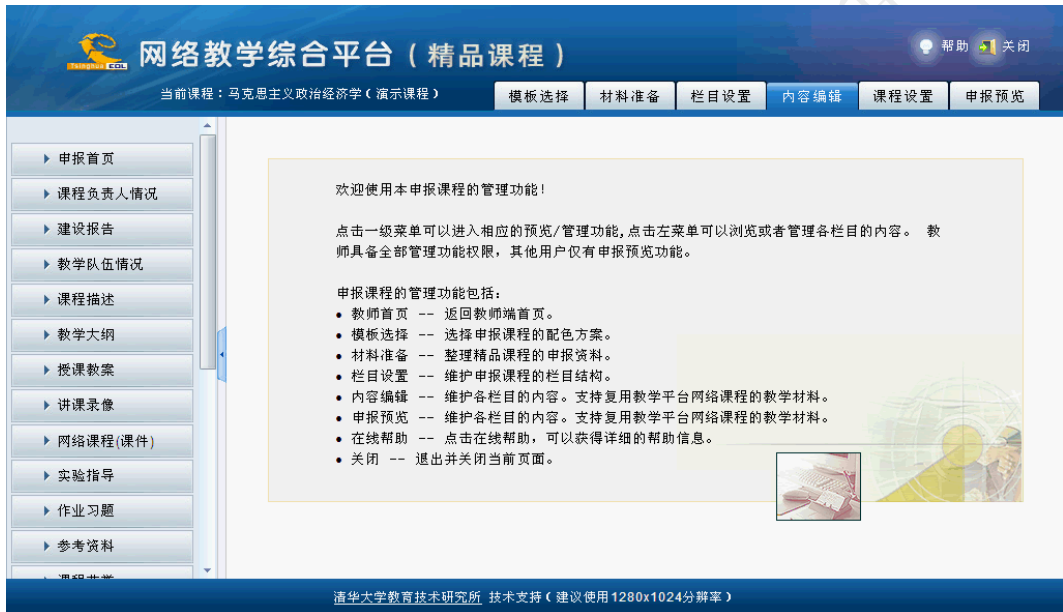 Tsinghua COL
网络教学综合平台(精品课程)
帮助 关闭
当前课程:马克思主义政治经济学(演示课程)
模板选择 材料准备 栏目设置 内容编辑 课程设置 申报预览
申报首页
课程负责人情况
建设报告
教学队伍情况
课程描述
教学大纲
授课教案
讲课录像
网络课程(课件)
实验指导
作业习题
参考资料
欢迎使用本申报课程的管理功能!
点击一级菜单可以进入相应的预览/管理功能,点击左菜单可以浏览或者管理各栏目的内容。 教
师具备全部管理功能权限,其他用户仅有申报预览功能。
申报课程的管理功能包括:
• 教师首页 -- 返回教师端首页。
• 模板选择 -- 选择申报课程的配色方案。
• 材料准备 -- 整理精品课程的申报资料。
• 栏目设置 -- 维护申报课程的栏目结构。
• 内容编辑 -- 维护各栏目的内容。支持复用教学平台网络课程的教学材料。
• 申报预览 -- 维护各栏目的内容。支持复用教学平台网络课程的教学材料。
• 在线帮助 -- 点击在线帮助,可以获得详细的帮助信息。
• 关闭 -- 退出并关闭当前页面。
清华大学教育技术研究所 技术支持(建议使用1280x1024分辨率)